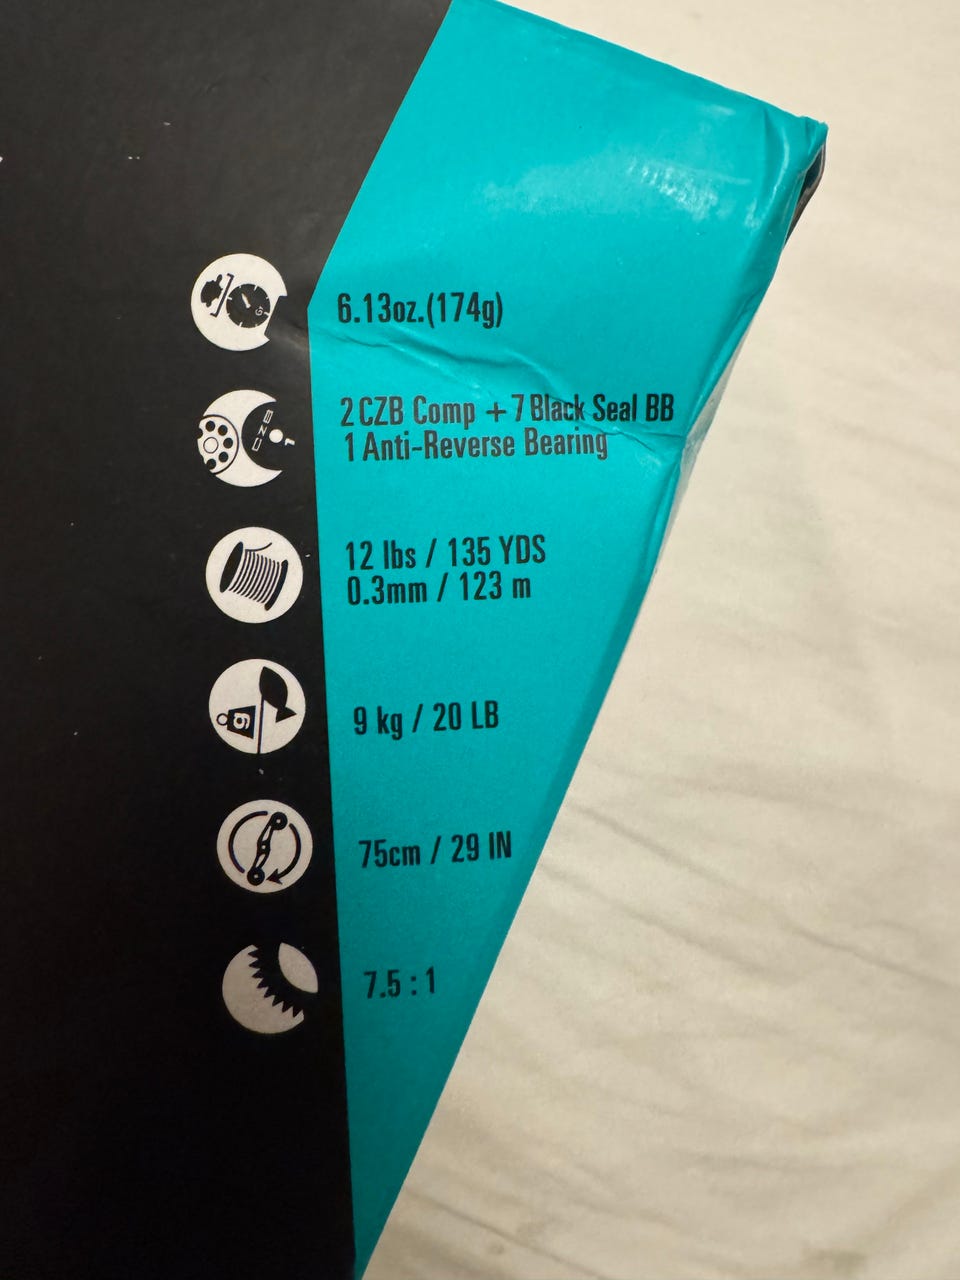 6.13oz.(174g)
CZB
2 CZB Comp + 7 Black Seal BB
1 Anti-Reverse Bearing
12 lbs / 135 YDS
0.3mm / 123 m
g
9 kg / 20 LB
75cm / 29 IN
7.5 : 1